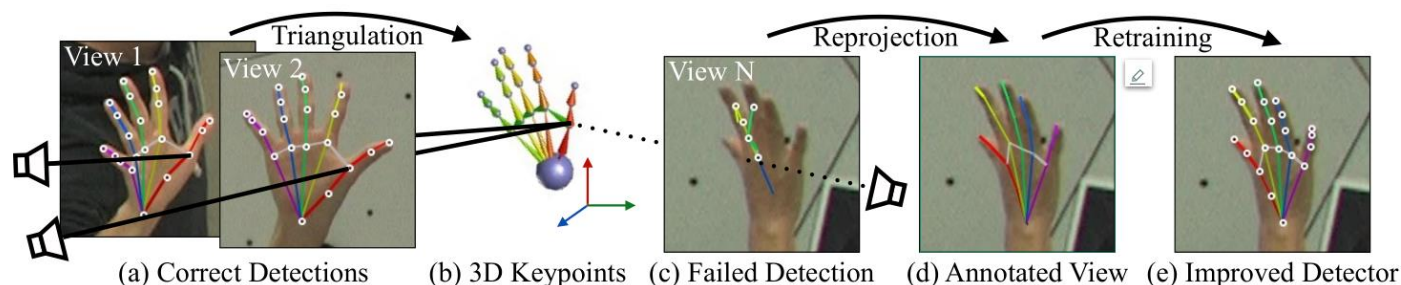 Triangulation
Reprojection
Retraining
View 1
View 2
View N
(a) Correct Detections
(b) 3D Keypoints
(c) Failed Detection
(d) Annotated View
(e) Improved Detector